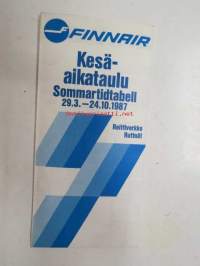 FINNAIR
Kesä-
aikataulu
Sommartidtabell
29.3.–24.10.1987
Reittiverkko
Ruttnät